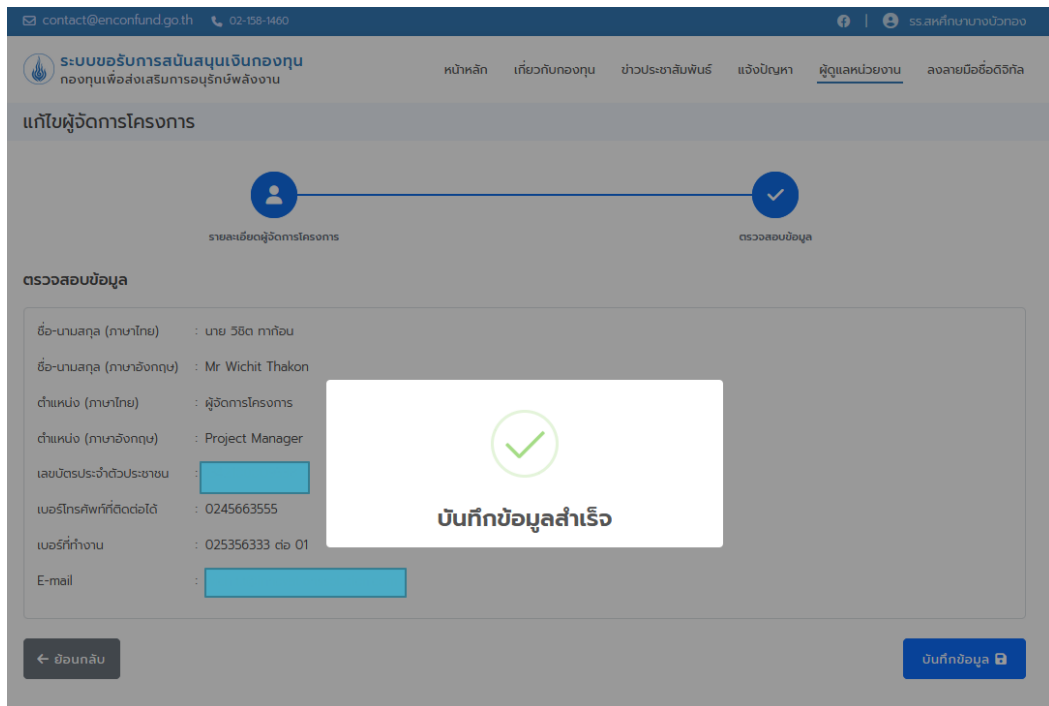 contact@enconfund.go.th 02-158-1460 รร.สหศึกษาบางบัวทอง
ระบบขอรับการสนันสนุนเงินกองทุน
กองทุนเพื่อส่งเสริมการอนุรักษ์พลังงาน
หน้าหลัก เกี่ยวกับกองทุน ข่าวประชาสัมพันธ์ แจ้งปัญหา ผู้ดูแลหน่วยงาน ลงลายมือชื่อดิจิทัล
แก้ไขผู้จัดการโครงการ
รายละเอียดผู้จัดการโครงการ ตรวจสอบข้อมูล
ตรวจสอบข้อมูล
ชื่อ-นามสกุล (ภาษาไทย) : นาย วิชิต ทาก้อน
ชื่อ-นามสกุล (ภาษาอังกฤษ) : Mr Wichit Thakon
ตำแหน่ง (ภาษาไทย) : ผู้จัดการโครงการ
ตำแหน่ง (ภาษาอังกฤษ) : Project Manager
เลขบัตรประจำตัวประชาชน :
เบอร์โทรศัพท์ที่ติดต่อได้ : 0245663555
เบอร์ที่ทำงาน : 025356333 ต่อ 01
E-mail :
บันทึกข้อมูลสำเร็จ
ย้อนกลับ บันทึกข้อมูล